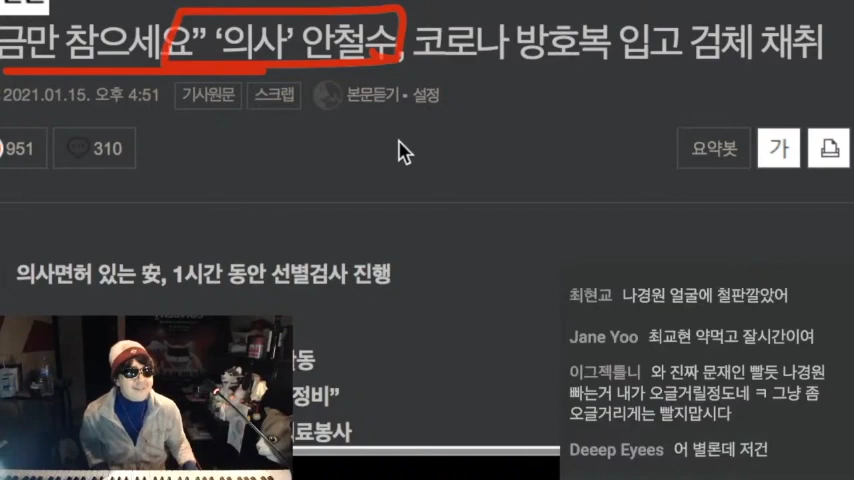 금만 참으세요” ‘의사’ 안철수, 코로나 방호복 입고 검체 채취
2021.01.15. 오후 4:51 기사원문 스크랩 본문듣기 • 설정
951 310 요약봇 가
의사면허 있는 安, 1시간 동안 선별검사 진행
동
정비”
료봉사
최현교 나경원 얼굴에 철판깔았어
Jane Yoo 최교현 약먹고 잘시간이여
이그젝틀니 와 진짜 문재인 빨듯 나경원
빠는거 내가 오글거릴정도네 ㅋ 그냥 좀
오글거리게는 빨지맙시다
Deeep Eyees 어 별론데 저건